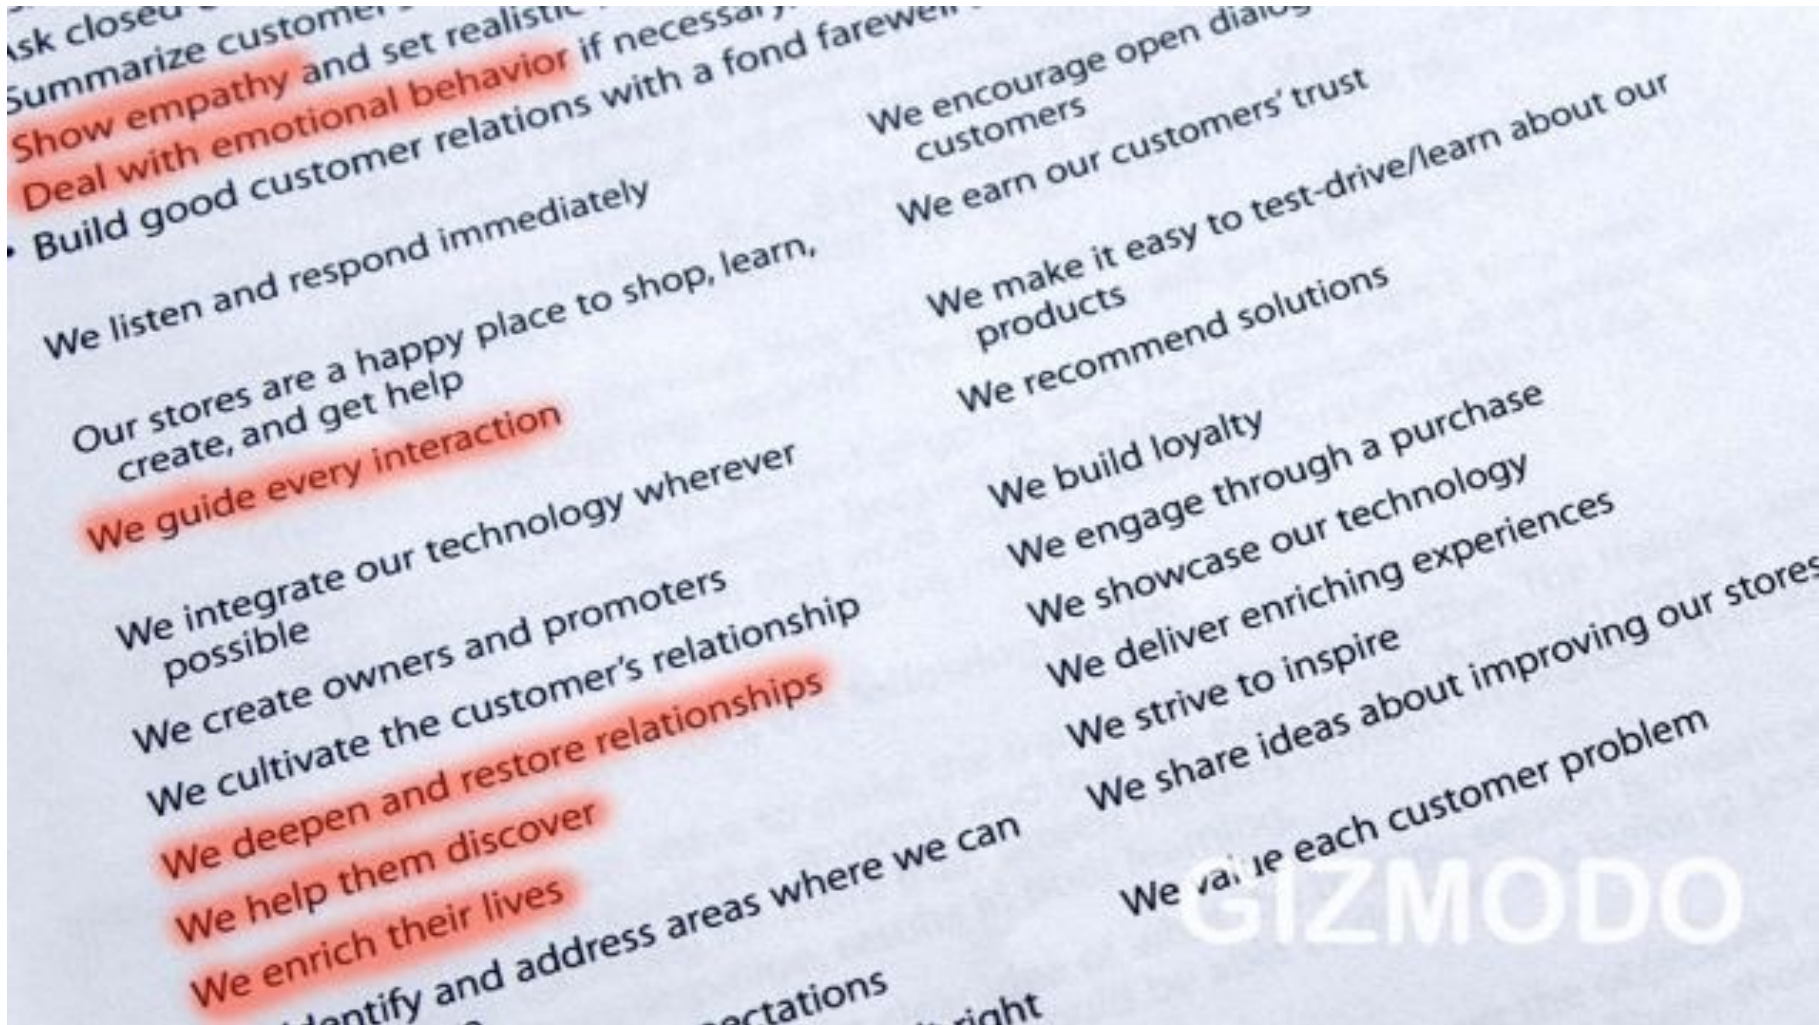 Ask closed
Summarize customer
Show empathy and set realistic
Deal with emotional behavior if necessary
• Build good customer relations with a fond farewell
We listen and respond immediately
Our stores are a happy place to shop, learn,
create, and get help
We guide every interaction
We integrate our technology wherever
possible
We create owners and promoters
We cultivate the customer's relationship
We deepen and restore relationships
We help them discover
We enrich their lives
identify and address areas where we can
right
We encourage open
customers
We earn our customers' trust
We make it easy to test-drive/learn about our
products
We recommend solutions
We build loyalty
We engage through a purchase
We showcase our technology
We deliver enriching experiences
We strive to inspire
We share ideas about improving our stores
We value each customer problem
GIZMODO